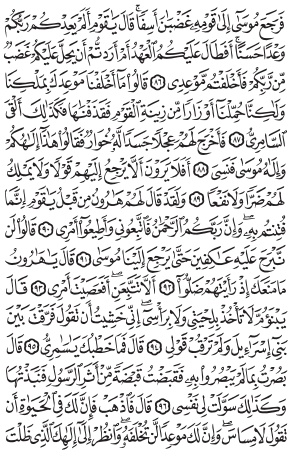 فَرَجَعَ مُوسَىٰٓ إِلَىٰ قَوْمِهِۦ غَضْبَٰنَ أَسِفًاۚ قَالَ يَٰقَوْمِ أَلَمْ يَعِدْكُمْ رَبُّكُمْ
وَعْدًا حَسَنًاۚ أَفَطَالَ عَلَيْكُمُ ٱلْعَهْدُ أَمْ أَرَدتُّمْ أَن يَحِلَّ عَلَيْكُمْ غَضَبٌ
مِّن رَّبِّكُمْ فَأَخْلَفْتُم مَّوْعِدِى ۝٨٦ قَالُوا۟ مَآ أَخْلَفْنَا مَوْعِدَكَ بِمَلْكِنَا
وَلَٰكِنَّا حُمِّلْنَآ أَوْزَارًا مِّن زِينَةِ ٱلْقَوْمِ فَقَذَفْنَٰهَا فَكَذَٰلِكَ أَلْقَى
ٱلسَّامِرِىُّ ۝٨٧ فَأَخْرَجَ لَهُمْ عِجْلًا جَسَدًا لَّهُۥ خُوَارٌ فَقَالُوا۟ هَٰذَآ إِلَٰهُكُمْ
وَإِلَٰهُ مُوسَىٰ فَنَسِىَ ۝٨٨ أَفَلَا يَرَوْنَ أَلَّا يَرْجِعُ إِلَيْهِمْ قَوْلًا وَلَا يَمْلِكُ
لَهُمْ ضَرًّا وَلَا نَفْعًا ۝٨٩ وَلَقَدْ قَالَ لَهُمْ هَٰرُونُ مِن قَبْلُ يَٰقَوْمِ إِنَّمَا
فُتِنتُم بِهِۦۖ وَإِنَّ رَبَّكُمُ ٱلرَّحْمَٰنُ فَٱتَّبِعُونِى وَأَطِيعُوٓا۟ أَمْرِى ۝٩٠ قَالُوا۟ لَن
نَّبْرَحَ عَلَيْهِ عَٰكِفِينَ حَتَّىٰ يَرْجِعَ إِلَيْنَا مُوسَىٰ ۝٩١ قَالَ يَٰهَٰرُونُ
مَا مَنَعَكَ إِذْ رَأَيْتَهُمْ ضَلُّوٓا۟ ۝٩٢ أَلَّا تَتَّبِعَنِۖ أَفَعَصَيْتَ أَمْرِى ۝٩٣ قَالَ
يَبْنَؤُمَّ لَا تَأْخُذْ بِلِحْيَتِى وَلَا بِرَأْسِىٓۖ إِنِّى خَشِيتُ أَن تَقُولَ فَرَّقْتَ بَيْنَ
بَنِىٓ إِسْرَٰٓءِيلَ وَلَمْ تَرْقُبْ قَوْلِى ۝٩٤ قَالَ فَمَا خَطْبُكَ يَٰسَٰمِرِىُّ ۝٩٥ قَالَ
بَصُرْتُ بِمَا لَمْ يَبْصُرُوا۟ بِهِۦ فَقَبَضْتُ قَبْضَةً مِّنْ أَثَرِ ٱلرَّسُولِ فَنَبَذْتُهَا
وَكَذَٰلِكَ سَوَّلَتْ لِى نَفْسِى ۝٩٦ قَالَ فَٱذْهَبْ فَإِنَّ لَكَ فِى ٱلْحَيَوٰةِ أَن
تَقُولَ لَا مِسَاسَۖ وَإِنَّ لَكَ مَوْعِدًا لَّن تُخْلَفَهُۥۖ وَٱنظُرْ إِلَىٰٓ إِلَٰهِكَ ٱلَّذِى ظَلْتَ